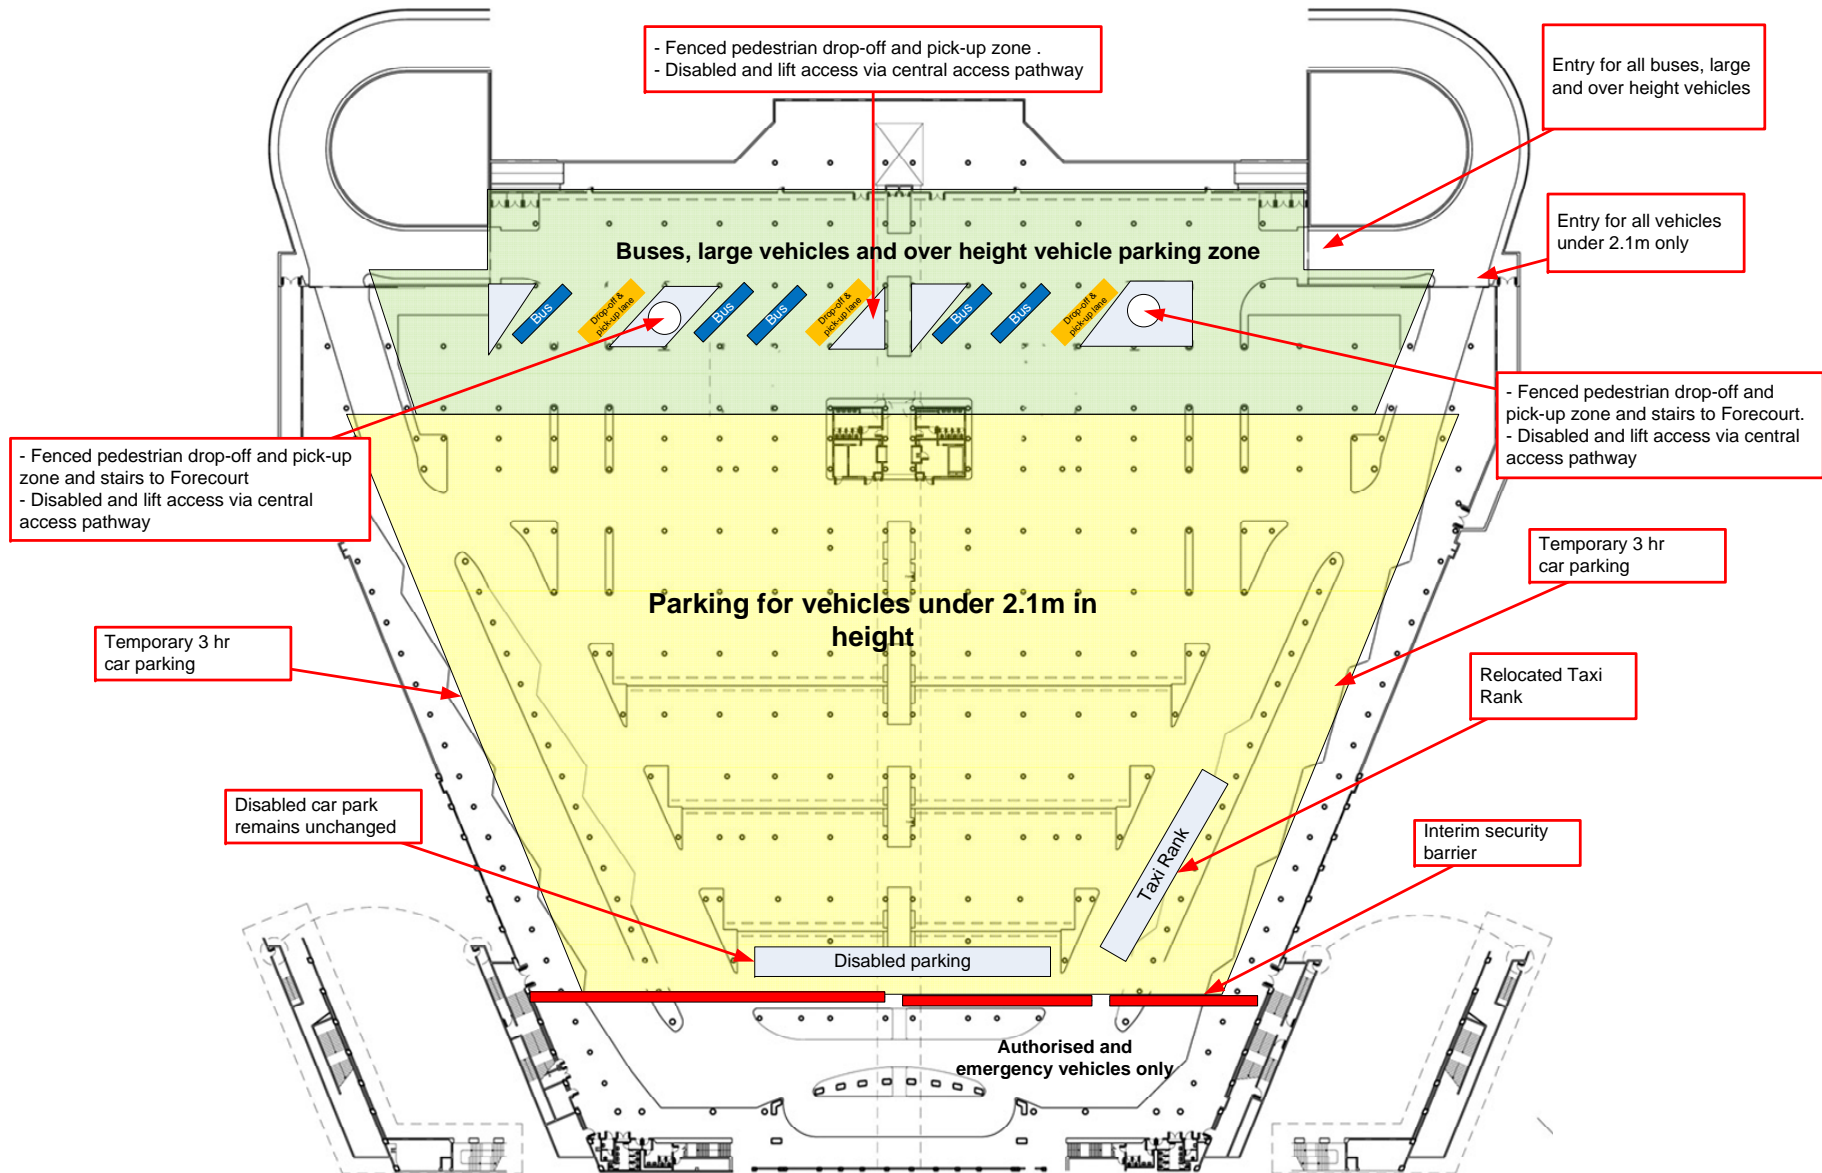 - Fenced pedestrian drop-off and pick-up zone .
- Disabled and lift access via central access pathway
Entry for all buses, large
and over height vehicles
Entry for all vehicles
under 2.1m only
Buses, large vehicles and over height vehicle parking zone
Bus
Drop-off &
pick-up lane
Bus
Bus
Drop-off &
pick-up lane
Bus
Bus
Drop-off &
pick-up lane
- Fenced pedestrian drop-off and
pick-up zone and stairs to Forecourt.
- Disabled and lift access via central
access pathway
- Fenced pedestrian drop-off and pick-up
zone and stairs to Forecourt
- Disabled and lift access via central
access pathway
Temporary 3 hr
car parking
Parking for vehicles under 2.1m in
height
Temporary 3 hr
car parking
Relocated Taxi
Rank
Disabled car park
remains unchanged
Interim security
barrier
Taxi Rank
Disabled parking
Authorised and
emergency vehicles only